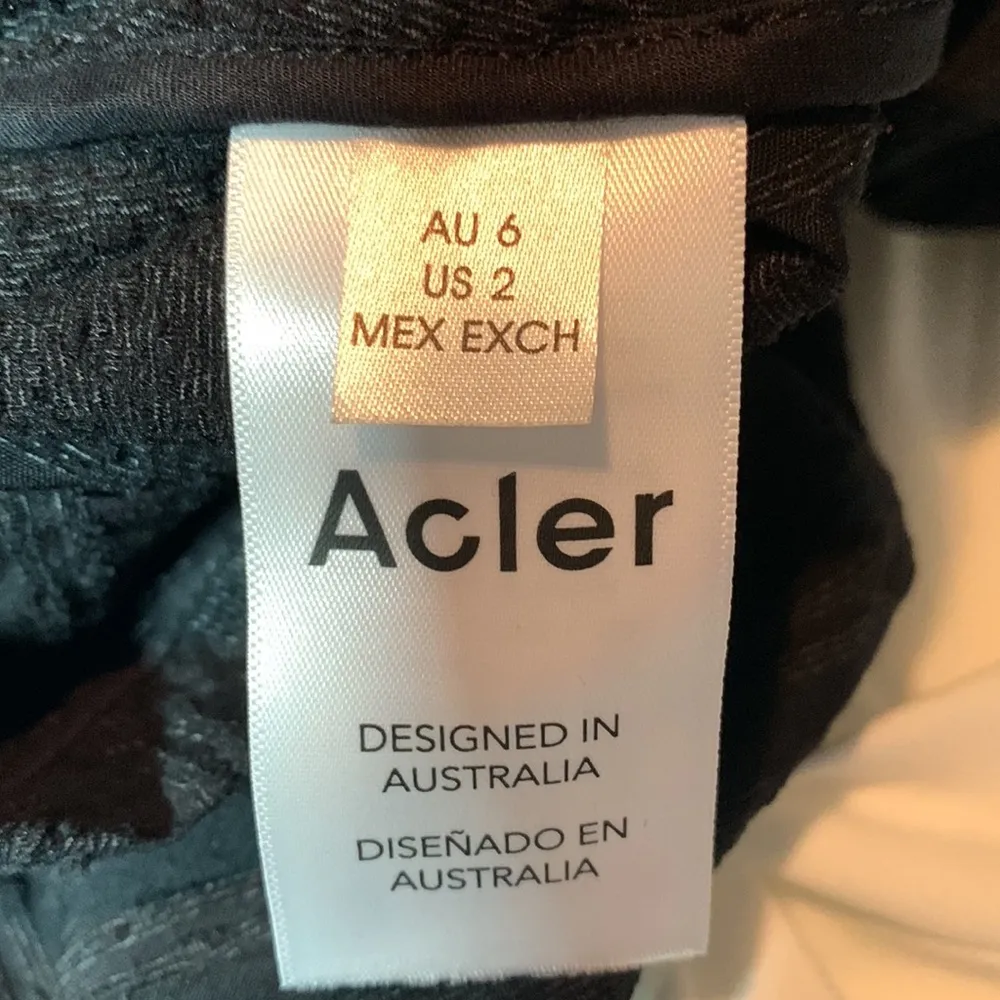 AU 6
US 2
MEX EXCH
Acler
DESIGNED IN
AUSTRALIA
DISEÑADO EN
AUSTRALIA